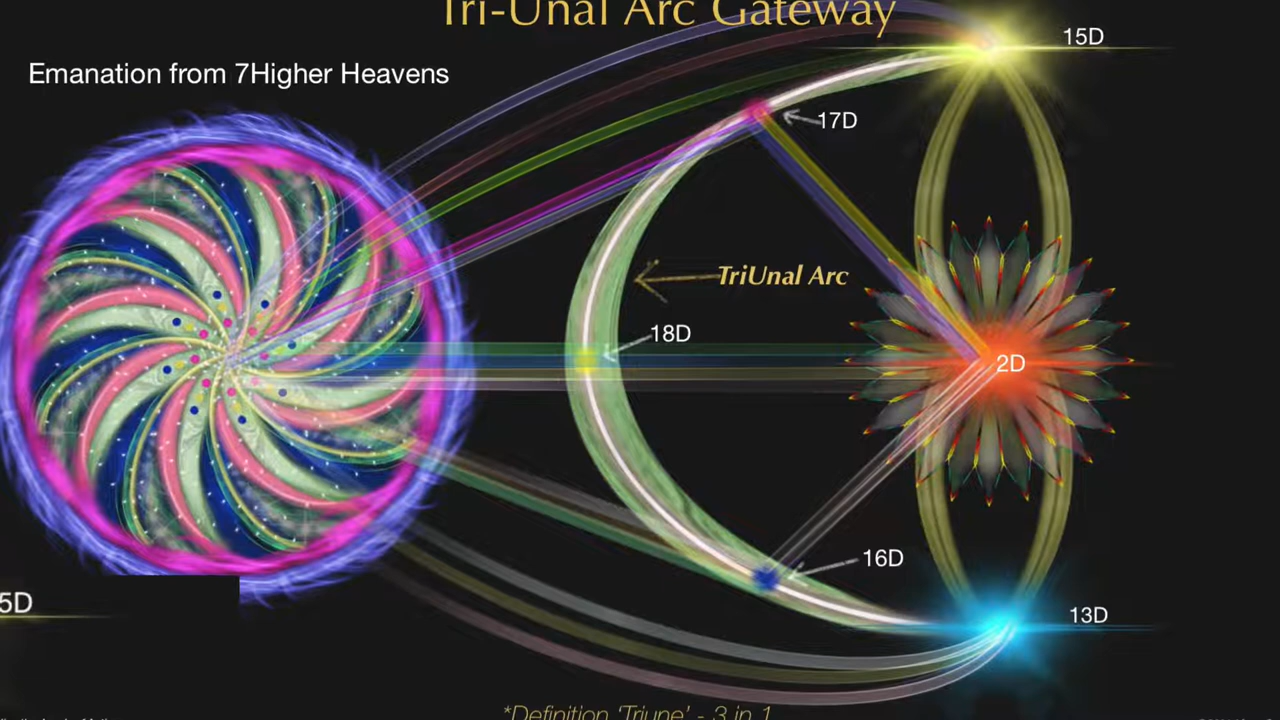 Tri-Unal Arc Gateway
15D
Emanation from 7Higher Heavens
17D
TriUnal Arc
18D
2D
16D
5D
13D
*Definition 'Triune' - 3 in 1